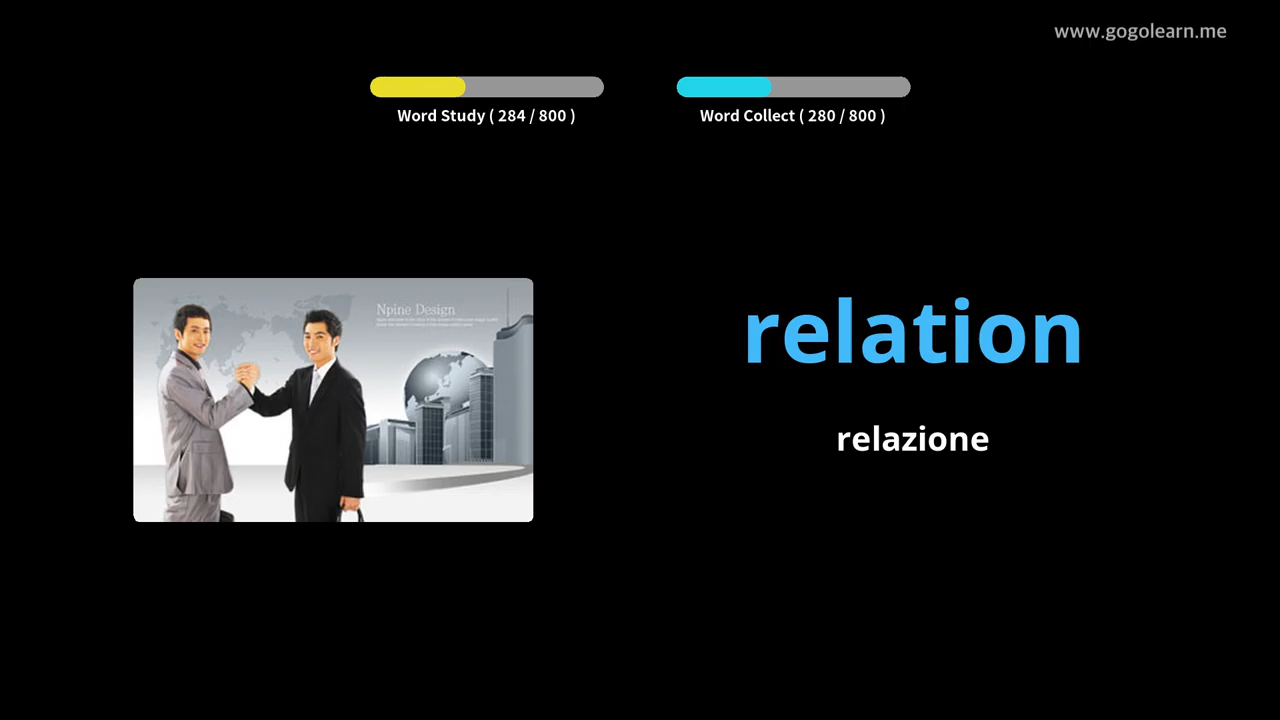 www.gogolearn.me
Word Study ( 284 / 800 )
Word Collect ( 280 / 800 )
Npine Design
relation
relazione